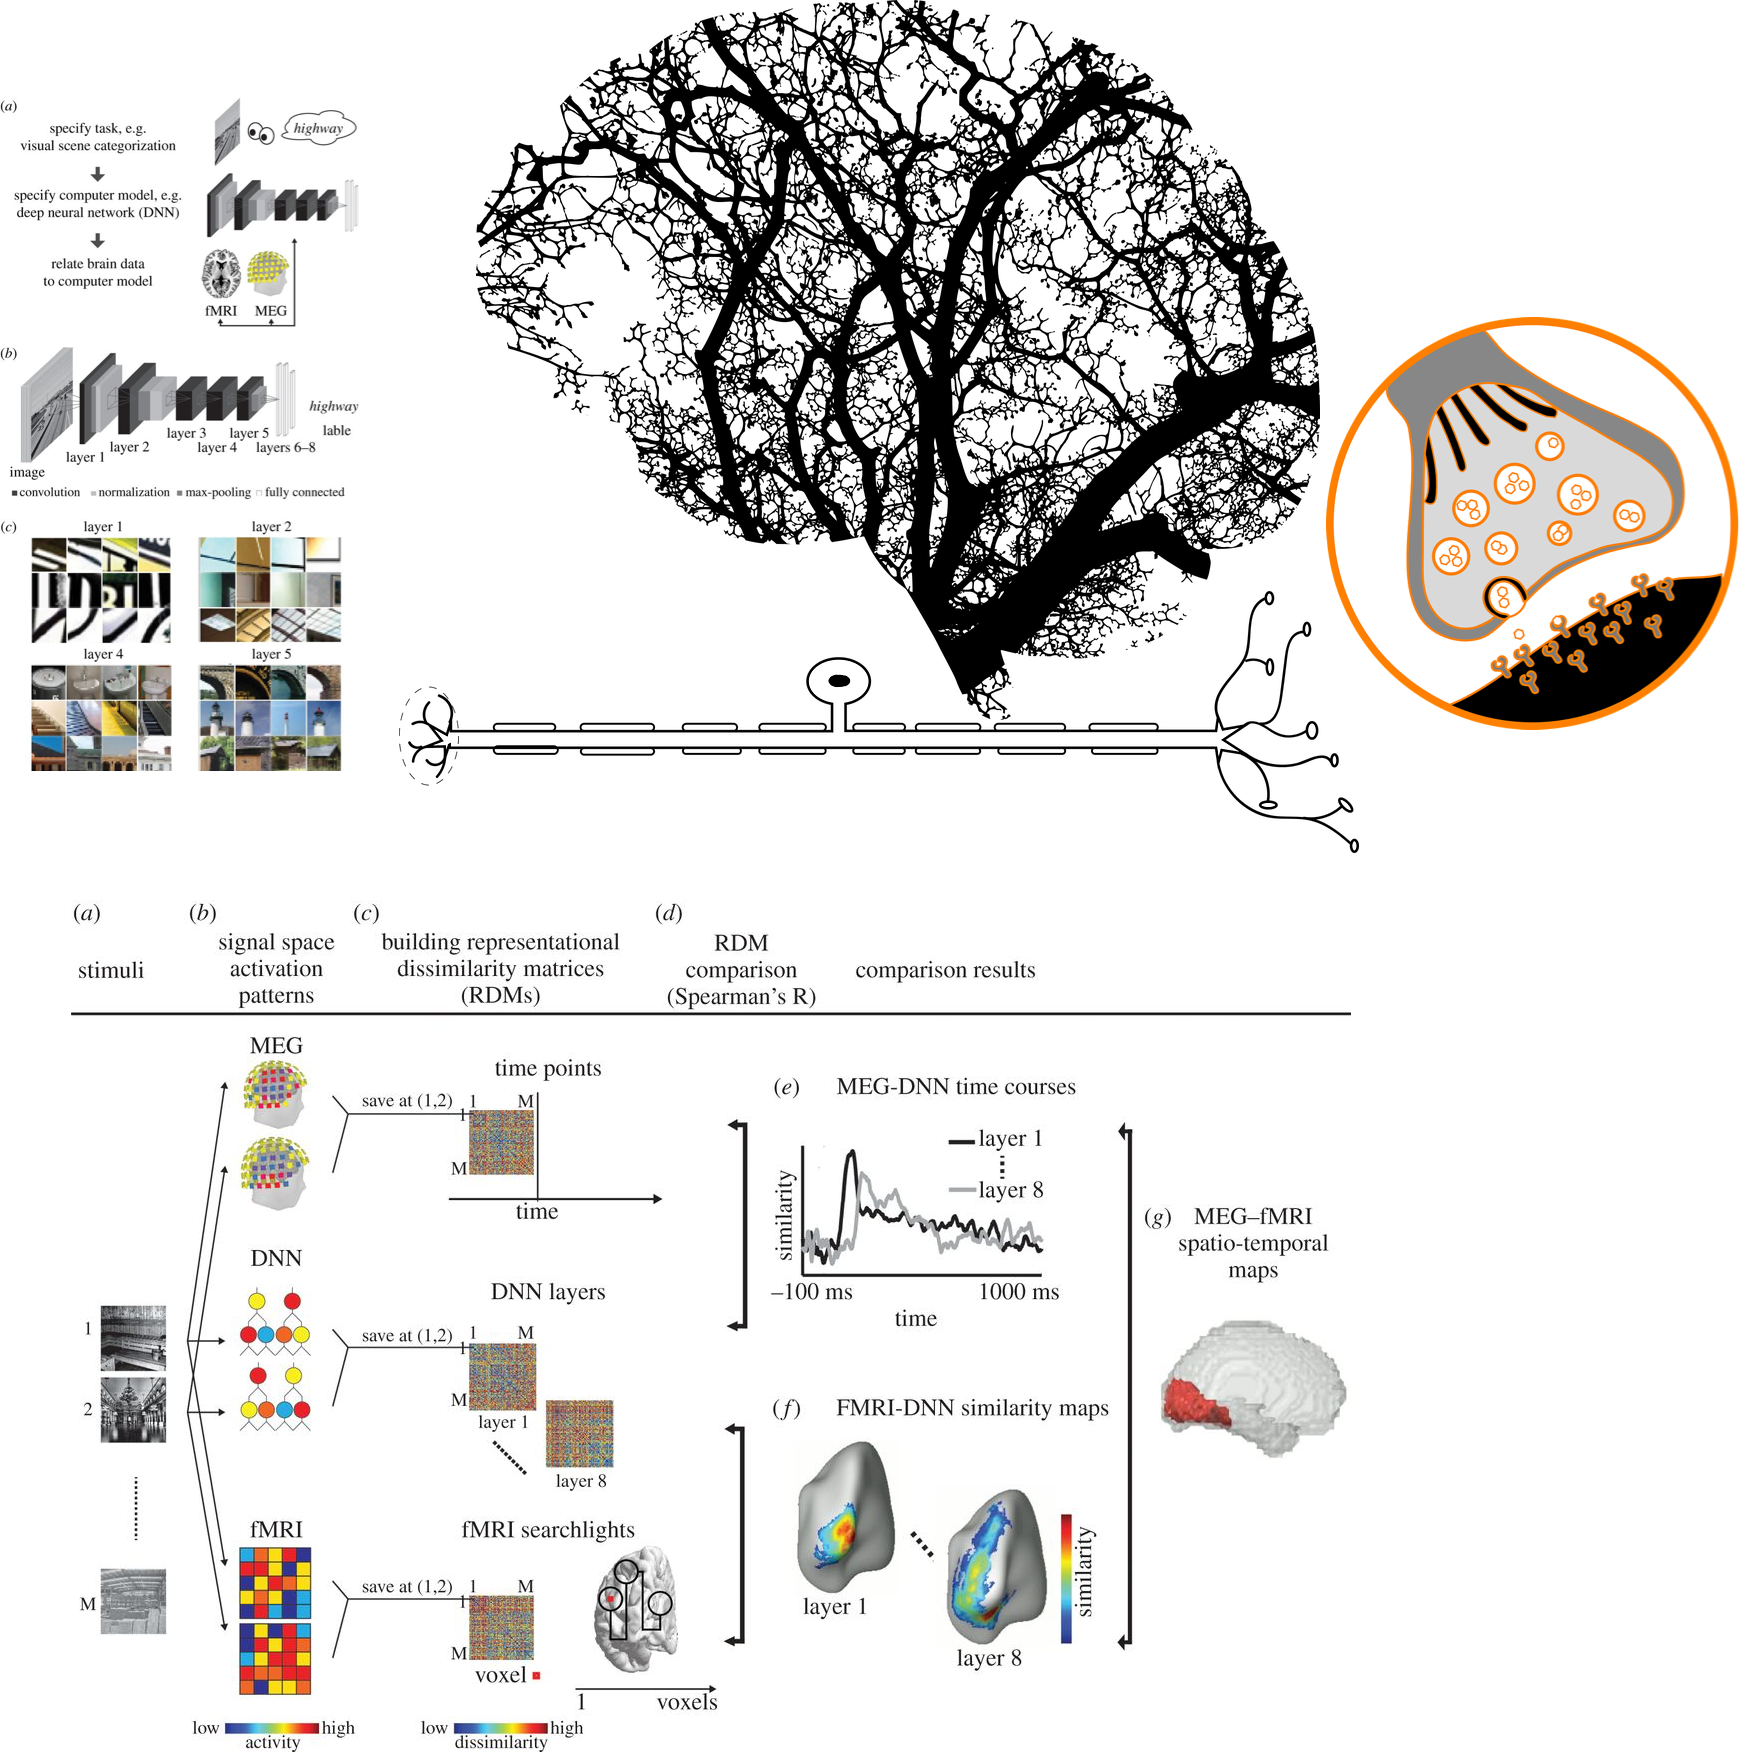 (a)
specify task, e.g.
visual scene categorization
highway
specify computer model, e.g.
deep neural network (DNN)
relate brain data
to computer model
fMRI
MEG
(b)
image
layer 1
layer 2
layer 3
layer 4
layer 5
layers 6–8
highway
lable
convolution
normalization
max-pooling
fully connected
(c)
layer 1
layer 2
layer 4
layer 5
(a)
stimuli
(b)
signal space
activation
patterns
(c)
building representational
dissimilarity matrices
(RDMs)
(d)
RDM
comparison
(Spearman's R)
comparison results
1
2
M
MEG
DNN
fMRI
low
high
activity
save at (1,2)
time points
1
M
1
M
time
save at (1,2)
DNN layers
1
M
1
M
layer 1
layer 8
save at (1,2)
fMRI searchlights
1
M
1
M
voxel
1
voxels
low
high
dissimilarity
(e)
MEG-DNN time courses
layer 1
layer 8
similarity
–100 ms
1000 ms
time
(f)
FMRI-DNN similarity maps
layer 1
layer 8
similarity
(g)
MEG–fMRI
spatio-temporal
maps